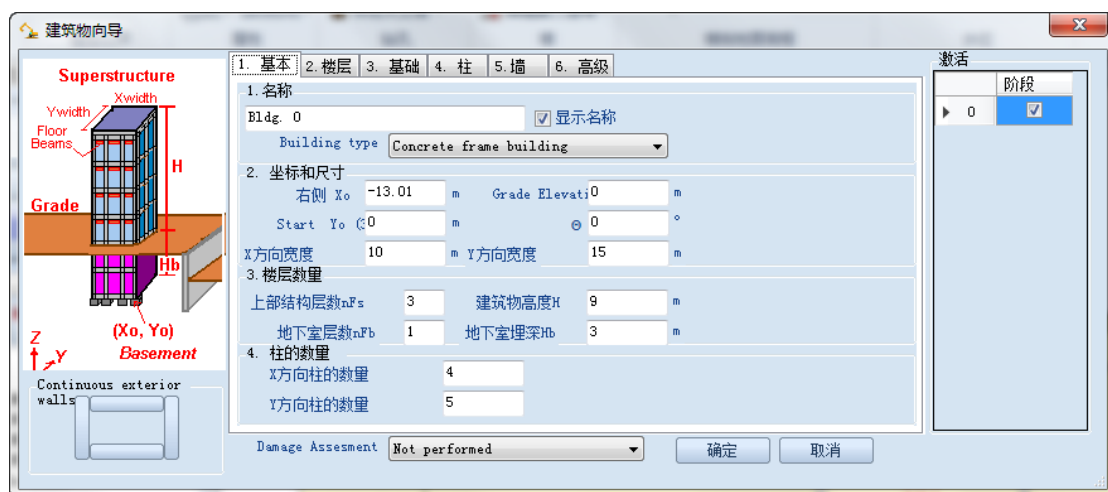 建筑物向导
x
1. 基本 2.楼层 3. 基础 4. 柱 5.墙 6. 高级
激活
阶段
0
Superstructure
Xwidth
Ywidth
Floor
Beams
H
Grade
Hb
(Xo, Yo)
Z
Y
Basement
Continuous exterior
walls
1.名称
Bldg. 0 显示名称
Building type Concrete frame building
2. 坐标和尺寸
右侧 Xo -13.01 m Grade Elevati 0 m
Start Yo (3 0 m Θ 0 °
X方向宽度 10 m Y方向宽度 15 m
3.楼层数量
上部结构层数nFs 3 建筑物高度H 9 m
地下室层数nFb 1 地下室埋深Hb 3 m
4. 柱的数量
X方向柱的数量 4
Y方向柱的数量 5
Damage Assesment Not performed 确定 取消